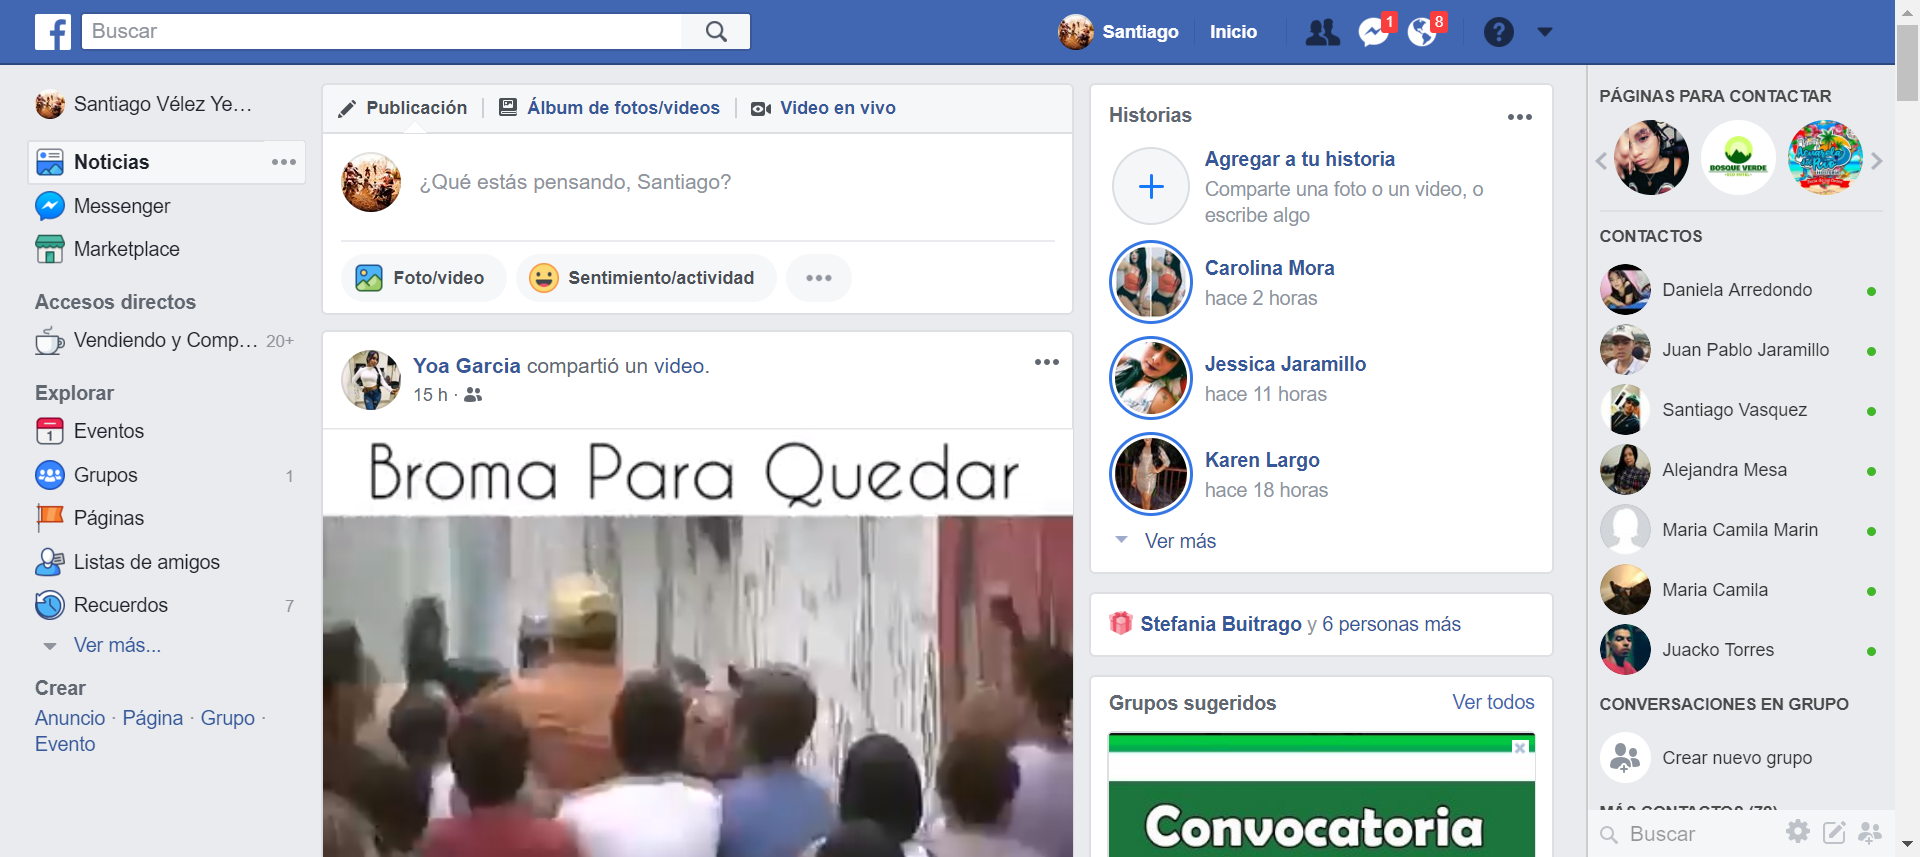 Buscar
Santiago
Inicio
1
8
Santiago Vélez Ye...
Noticias
Messenger
Marketplace
Accesos directos
Vendiendo y Comp... 20+
Explorar
1
Eventos
Grupos 1
Páginas
Listas de amigos
Recuerdos 7
Ver más...
Crear
Anuncio · Página · Grupo ·
Evento
Publicación
Álbum de fotos/videos
Video en vivo
¿Qué estás pensando, Santiago?
Foto/video
Sentimiento/actividad
Yoa Garcia compartió un video.
15 h ·
Broma Para Quedar
Historias
Agregar a tu historia
Comparte una foto o un video, o
escribe algo
Carolina Mora
hace 2 horas
Jessica Jaramillo
hace 11 horas
Karen Largo
hace 18 horas
Ver más
Stefania Buitrago y 6 personas más
Grupos sugeridos
Ver todos
Convocatoria
PÁGINAS PARA CONTACTAR
BOSQUE VERDE
CONTACTOS
Daniela Arredondo
Juan Pablo Jaramillo
Santiago Vasquez
Alejandra Mesa
Maria Camila Marin
Maria Camila
Juacko Torres
CONVERSACIONES EN GRUPO
Crear nuevo grupo
Buscar